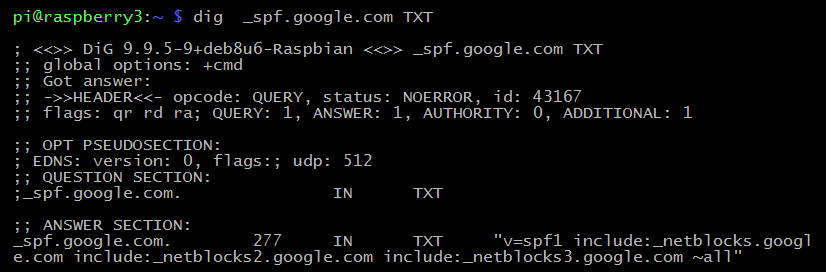 pi@raspberry3:~ $ dig  _spf.google.com TXT

; <<>> DiG 9.9.5-9+deb8u6-Raspbian <<>> _spf.google.com TXT
;; global options: +cmd
;; Got answer:
;; ->>HEADER<<- opcode: QUERY, status: NOERROR, id: 43167
;; flags: qr rd ra; QUERY: 1, ANSWER: 1, AUTHORITY: 0, ADDITIONAL: 1

;; OPT PSEUDOSECTION:
; EDNS: version: 0, flags:; udp: 512
;; QUESTION SECTION:
;_spf.google.com.               IN      TXT

;; ANSWER SECTION:
_spf.google.com.        277     IN      TXT     "v=spf1 include:_netblocks.googl
e.com include:_netblocks2.google.com include:_netblocks3.google.com ~all"